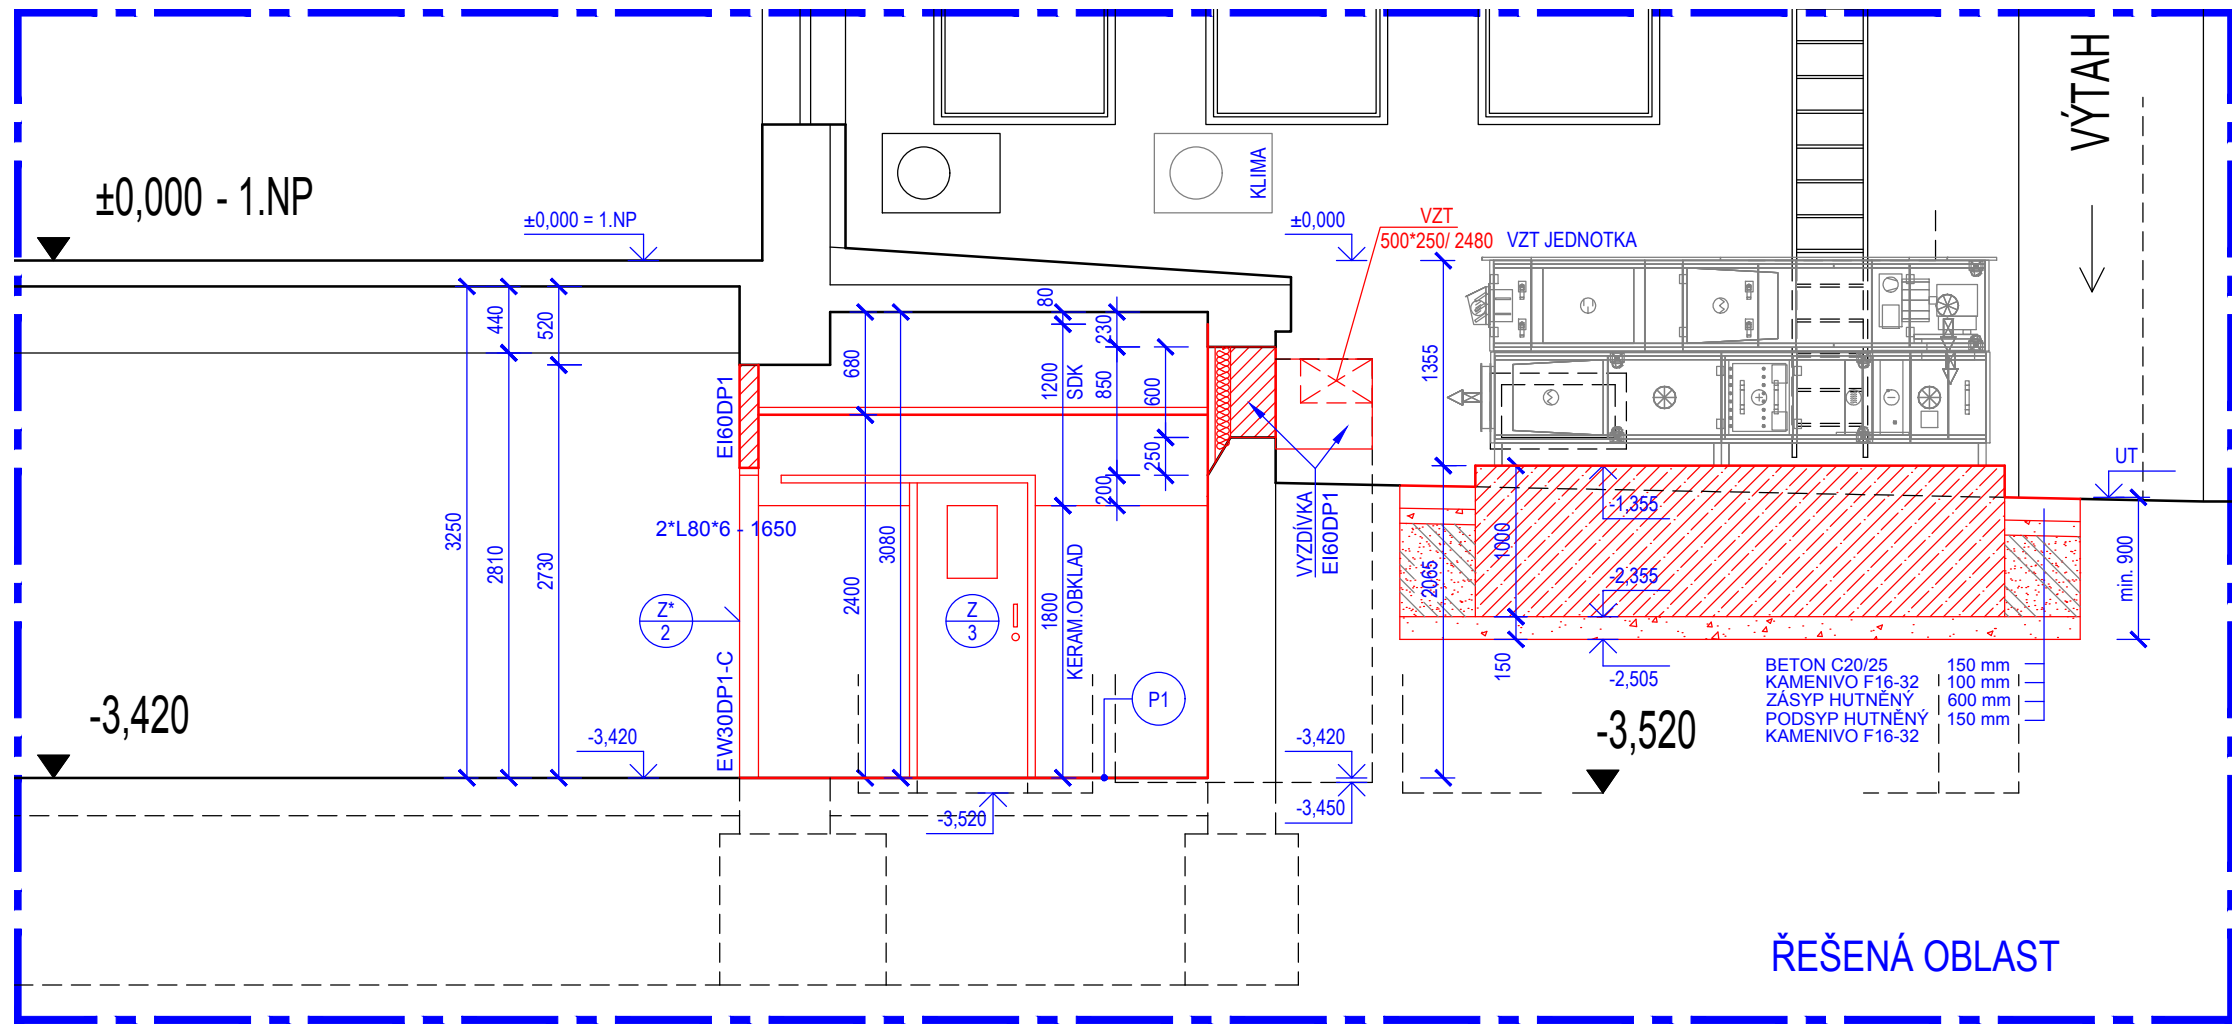 VÝTAH
KLIMA
±0,000 - 1.NP
±0,000 = 1.NP
±0,000
VZT
500*250/ 2480
VZT JEDNOTKA
440
520
3250
2810
2730
EI60DP1
EW30DP1-C
2*L80*6 - 1650
Z*
2
680
2400
3080
80
1200
SDK
1800
KERAM.OBKLAD
230
850
600
250
200
Z
3
P1
VYZDÍVKA
EI60DP1
1355
2065
1000
150
-1,355
-2,355
-2,505
UT
min. 900
BETON C20/25 150 mm
KAMENIVO F16-32 100 mm
ZÁSYP HUTNĚNÝ 600 mm
PODSYP HUTNĚNÝ 150 mm
KAMENIVO F16-32
-3,420
-3,420
-3,520
-3,420
-3,450
-3,520
ŘEŠENÁ OBLAST